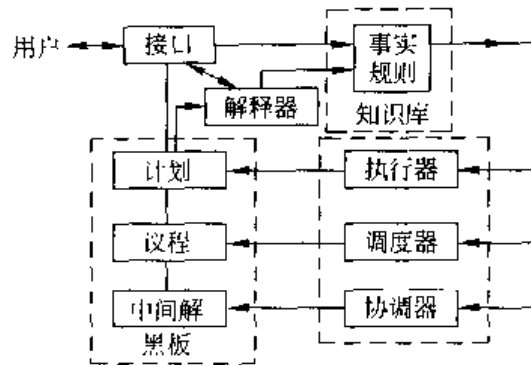 用户
接口
事实
规则
解释器
知识库
计划
执行器
议程
调度器
中间解
协调器
黑板